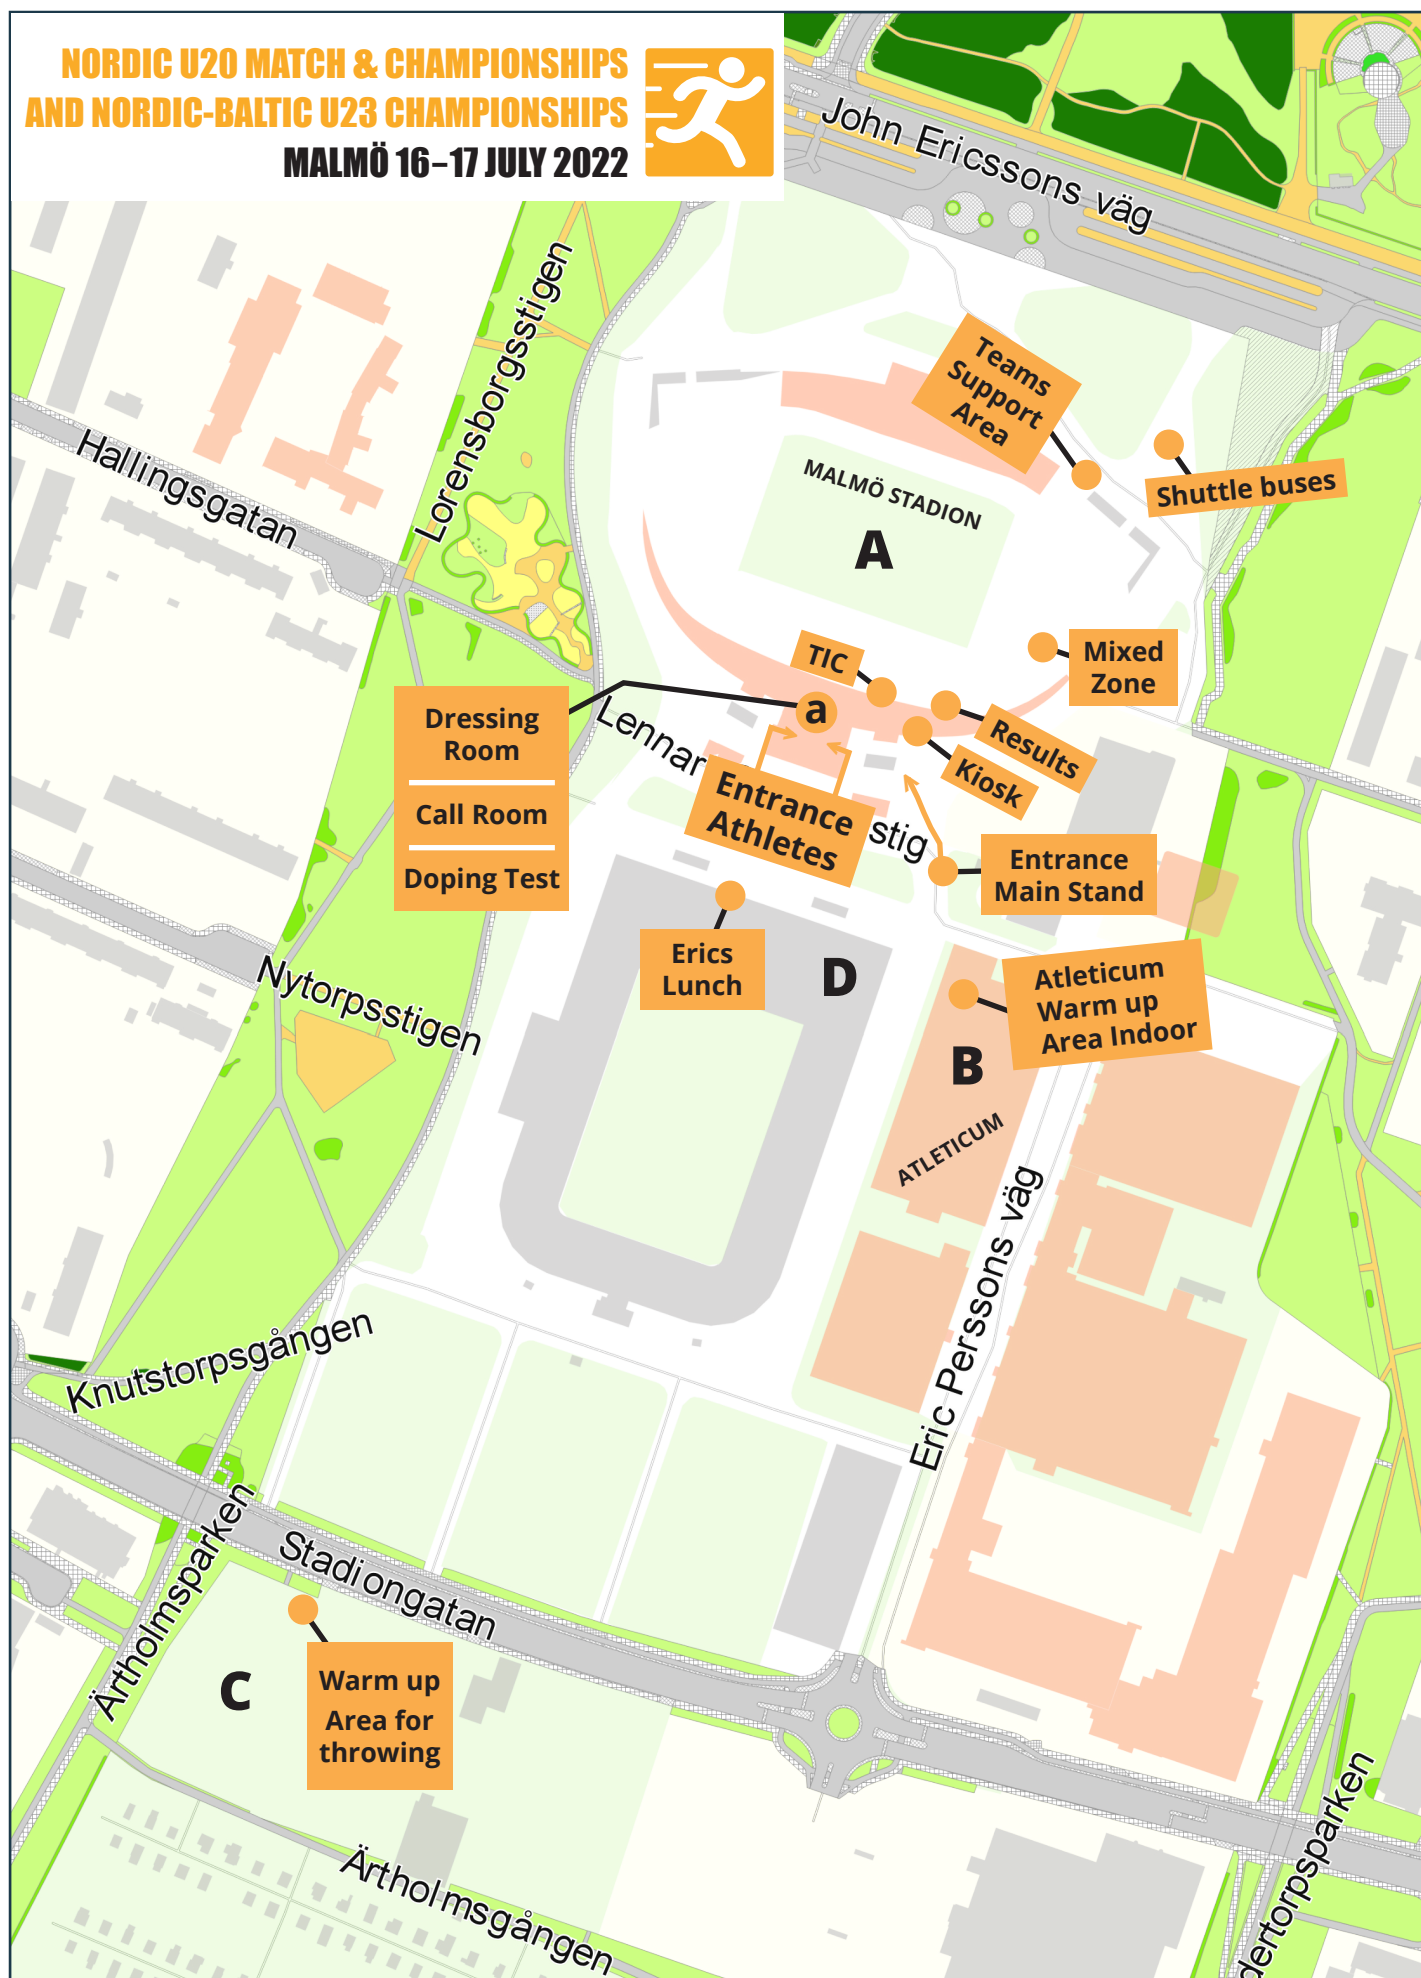 NORDIC U20 MATCH & CHAMPIONSHIPS
AND NORDIC-BALTIC U23 CHAMPIONSHIPS
MALMÖ 16–17 JULY 2022
John Ericssons väg
Lorensborgsstigen
Hallingsgatan
Teams
Support
Area
Shuttle buses
MALMÖ STADION
A
TIC
Mixed
Zone
a
Results
Kiosk
Dressing
Room
Call Room
Doping Test
Lennar
stig
Entrance
Athletes
Entrance
Main Stand
Erics
Lunch
D
Atleticum
Warm up
Area Indoor
B
ATLETICUM
Nytorpsstigen
Eric Perssons väg
Knutstorpsgången
Ärtholmsparken
Stadiongatan
C
Warm up
Area for
throwing
Ärtholmsgången
dertorpsparken